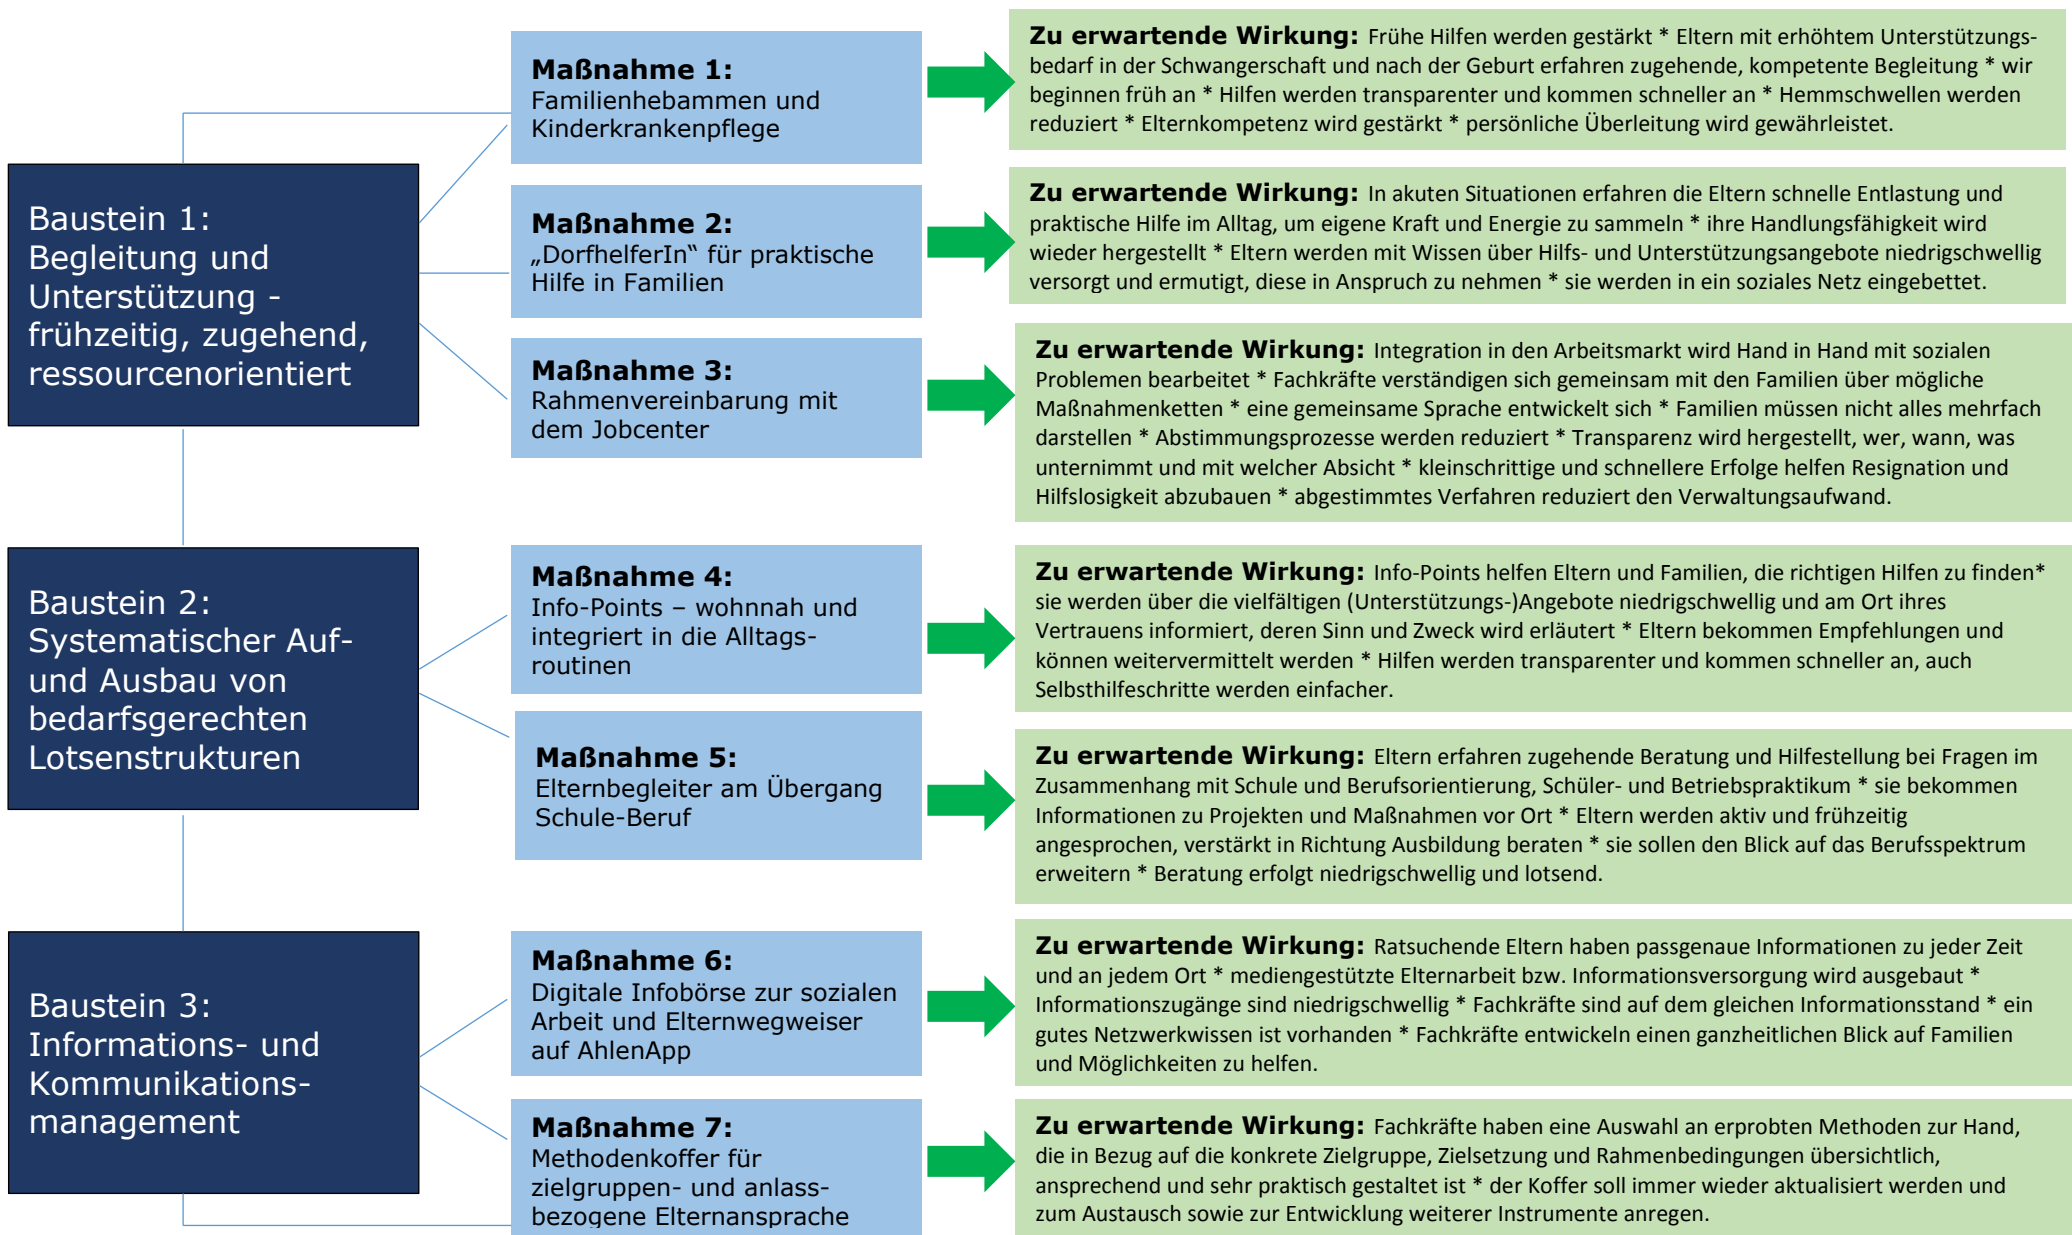 Baustein 1:
Begleitung und
Unterstützung -
frühzeitig, zugehend,
ressourcenorientiert
Maßnahme 1:
Familienhebammen und
Kinderkrankenpflege
Zu erwartende Wirkung: Frühe Hilfen werden gestärkt * Eltern mit erhöhtem Unterstützungs-
bedarf in der Schwangerschaft und nach der Geburt erfahren zugehende, kompetente Begleitung * wir
beginnen früh an * Hilfen werden transparenter und kommen schneller an * Hemmschwellen werden
reduziert * Elternkompetenz wird gestärkt * persönliche Überleitung wird gewährleistet.
Maßnahme 2:
„DorfhelferIn“ für praktische
Hilfe in Familien
Zu erwartende Wirkung: In akuten Situationen erfahren die Eltern schnelle Entlastung und
praktische Hilfe im Alltag, um eigene Kraft und Energie zu sammeln * ihre Handlungsfähigkeit wird
wieder hergestellt * Eltern werden mit Wissen über Hilfs- und Unterstützungsangebote niedrigschwellig
versorgt und ermutigt, diese in Anspruch zu nehmen * sie werden in ein soziales Netz eingebettet.
Maßnahme 3:
Rahmenvereinbarung mit
dem Jobcenter
Zu erwartende Wirkung: Integration in den Arbeitsmarkt wird Hand in Hand mit sozialen
Problemen bearbeitet * Fachkräfte verständigen sich gemeinsam mit den Familien über mögliche
Maßnahmenketten * eine gemeinsame Sprache entwickelt sich * Familien müssen nicht alles mehrfach
darstellen * Abstimmungsprozesse werden reduziert * Transparenz wird hergestellt, wer, wann, was
unternimmt und mit welcher Absicht * kleinschrittige und schnellere Erfolge helfen Resignation und
Hilfslosigkeit abzubauen * abgestimmtes Verfahren reduziert den Verwaltungsaufwand.
Baustein 2:
Systematischer Auf-
und Ausbau von
bedarfsgerechten
Lotsenstrukturen
Maßnahme 4:
Info-Points – wohnnah und
integriert in die Alltags-
routinen
Zu erwartende Wirkung: Info-Points helfen Eltern und Familien, die richtigen Hilfen zu finden*
sie werden über die vielfältigen (Unterstützungs-)Angebote niedrigschwellig und am Ort ihres
Vertrauens informiert, deren Sinn und Zweck wird erläutert * Eltern bekommen Empfehlungen und
können weitervermittelt werden * Hilfen werden transparenter und kommen schneller an, auch
Selbsthilfeschritte werden einfacher.
Maßnahme 5:
Elternbegleiter am Übergang
Schule-Beruf
Zu erwartende Wirkung: Eltern erfahren zugehende Beratung und Hilfestellung bei Fragen im
Zusammenhang mit Schule und Berufsorientierung, Schüler- und Betriebspraktikum * sie bekommen
Informationen zu Projekten und Maßnahmen vor Ort * Eltern werden aktiv und frühzeitig
angesprochen, verstärkt in Richtung Ausbildung beraten * sie sollen den Blick auf das Berufsspektrum
erweitern * Beratung erfolgt niedrigschwellig und lotsend.
Baustein 3:
Informations- und
Kommunikations-
management
Maßnahme 6:
Digitale Infobörse zur sozialen
Arbeit und Elternwegweiser
auf AhlenApp
Zu erwartende Wirkung: Ratsuchende Eltern haben passgenaue Informationen zu jeder Zeit
und an jedem Ort * mediengestützte Elternarbeit bzw. Informationsversorgung wird ausgebaut *
Informationszugänge sind niedrigschwellig * Fachkräfte sind auf dem gleichen Informationsstand * ein
gutes Netzwerkwissen ist vorhanden * Fachkräfte entwickeln einen ganzheitlichen Blick auf Familien
und Möglichkeiten zu helfen.
Maßnahme 7:
Methodenkoffer für
zielgruppen- und anlass-
bezogene Elternansprache
Zu erwartende Wirkung: Fachkräfte haben eine Auswahl an erprobten Methoden zur Hand,
die in Bezug auf die konkrete Zielgruppe, Zielsetzung und Rahmenbedingungen übersichtlich,
ansprechend und sehr praktisch gestaltet ist * der Koffer soll immer wieder aktualisiert werden und
zum Austausch sowie zur Entwicklung weiterer Instrumente anregen.